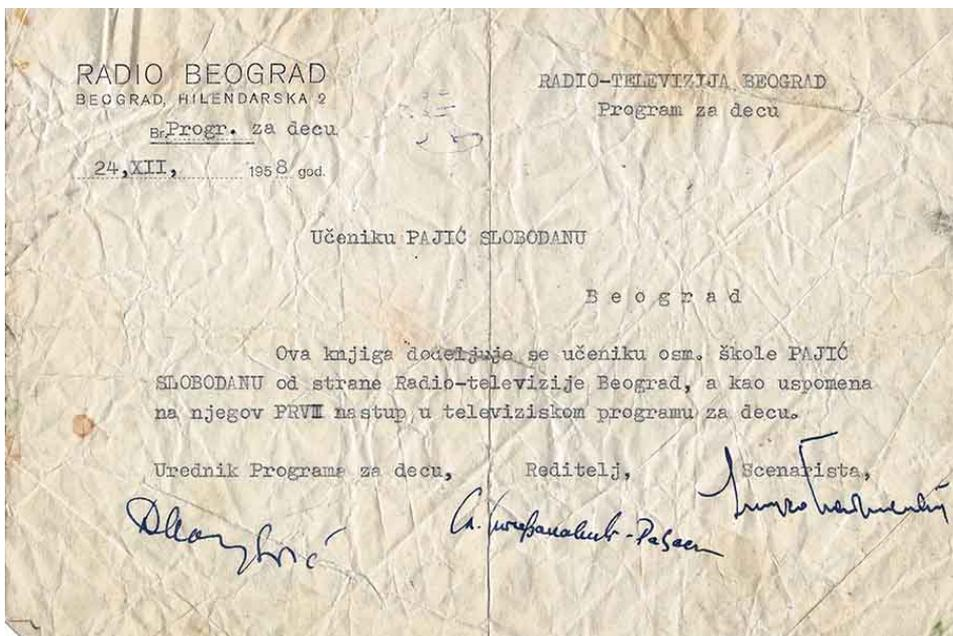 RADIO BEOGRAD
BEOGRAD, HILENDARSKA 2
Br. Progr. za decu
24,XII, 1958 god.
RADIO-TELEVIZIJA BEOGRAD
Program za decu
Učeniku PAJIĆ SLOBODANU
Beograd
Ova knjiga dodeljuje se učeniku osm. škole PAJIĆ
SLOBODANU od strane Radio-televizije Beograd, a kao uspomena
na njegov PRVI nastup u televiziskom programu za decu.
Urednik Programa za decu, Reditelj, Scenarista,